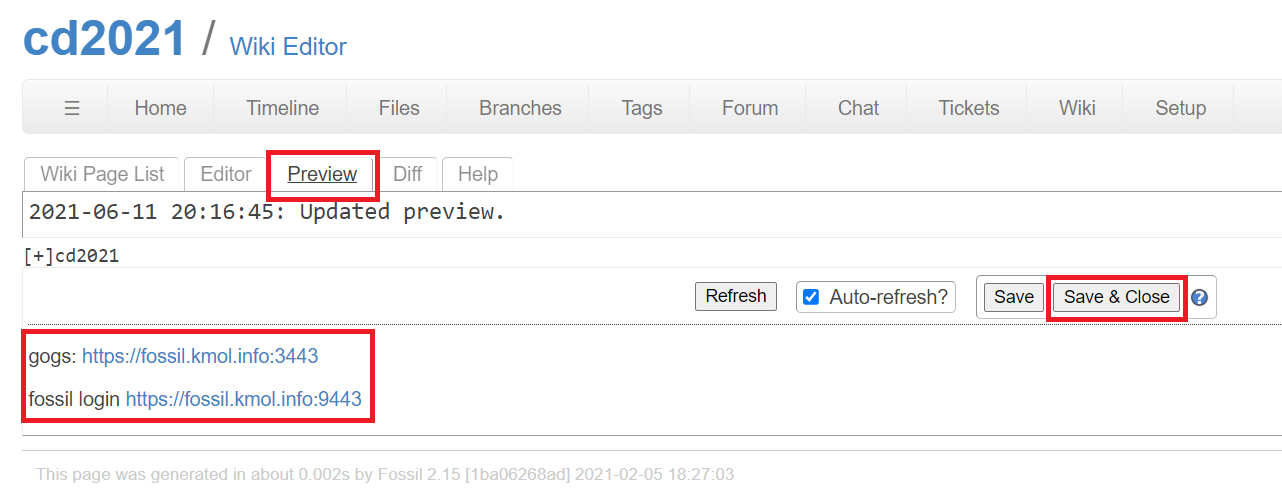 cd2021 / Wiki Editor
☰ Home Timeline Files Branches Tags Forum Chat Tickets Wiki Setup
Wiki Page List Editor Preview Diff Help
2021-06-11 20:16:45: Updated preview.
[+]cd2021
Refresh Auto-refresh? Save Save & Close ?
gogs: https://fossil.kmol.info:3443
fossil login https://fossil.kmol.info:9443
This page was generated in about 0.002s by Fossil 2.15 [1ba06268ad] 2021-02-05 18:27:03